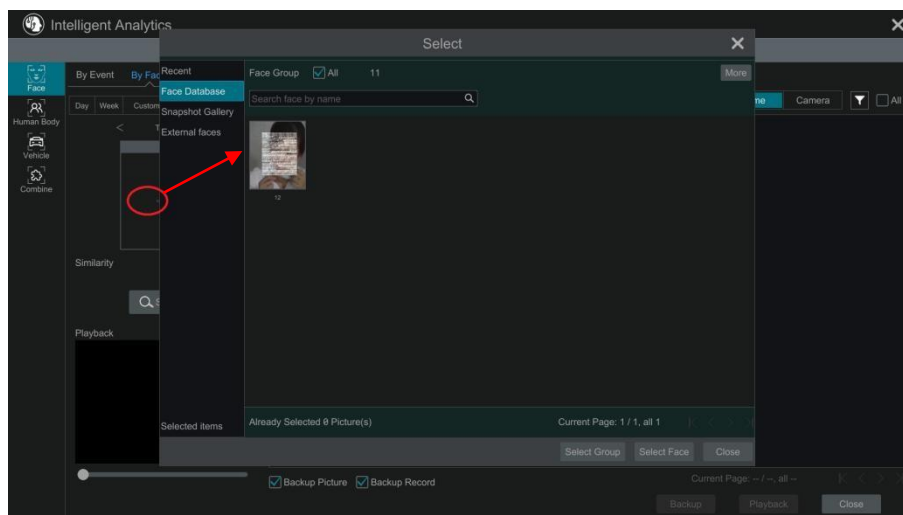 Intelligent Analytics
Select
Face
Human Body
Vehicle
Combine
By Event
Day Week Custom
<
Similarity
Playback
Recent
Face Database
Snapshot Gallery
External faces
Selected items
Face Group All 11 More
Search face by name
12
Already Selected 0 Picture(s) Current Page: 1 / 1, all 1
Select Group Select Face Close
Camera All
Backup Picture Backup Record
Current Page: -- / --, all --
Backup Playback Close